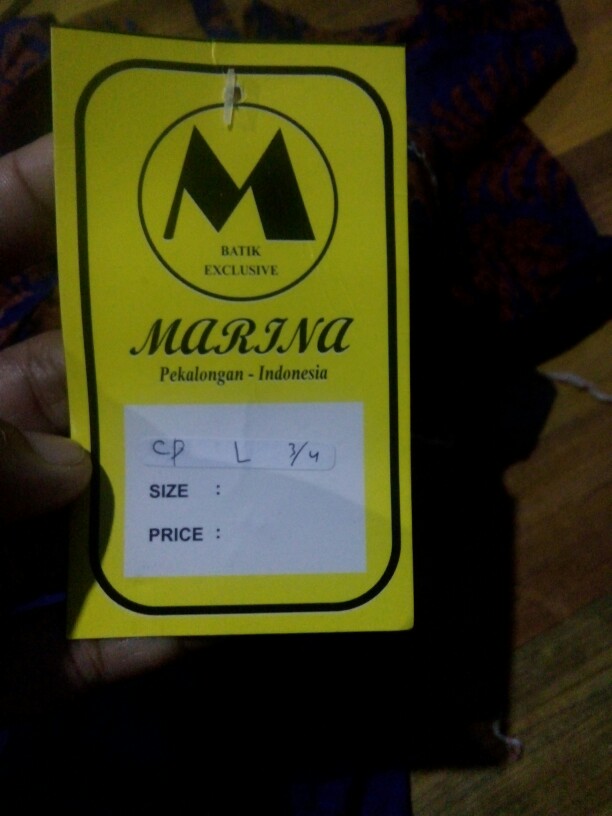 M
BATIK
EXCLUSIVE
MARINA
Pekalongan - Indonesia
CP L 3/4
SIZE :
PRICE :